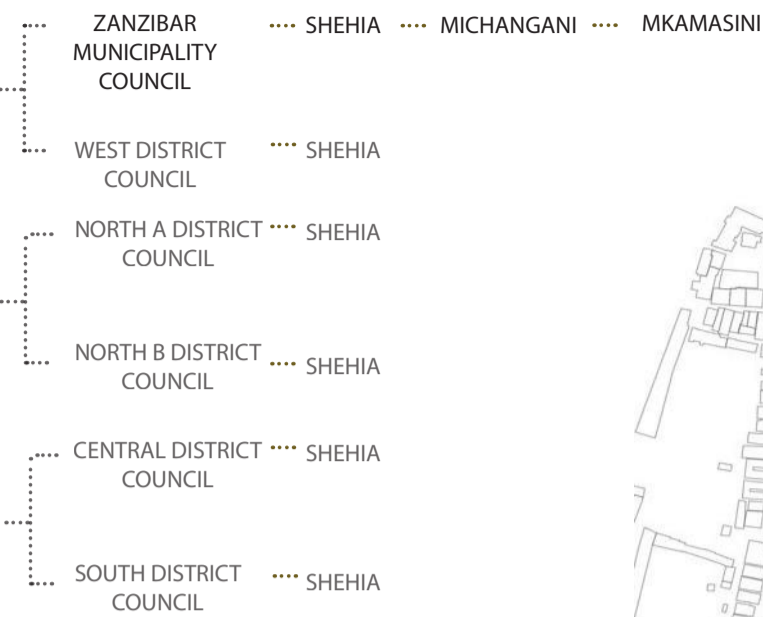 ZANZIBAR
MUNICIPALITY
COUNCIL
SHEHIA
MICHANGANI
MKAMASINI
WEST DISTRICT
COUNCIL
SHEHIA
NORTH A DISTRICT
COUNCIL
SHEHIA
NORTH B DISTRICT
COUNCIL
SHEHIA
CENTRAL DISTRICT
COUNCIL
SHEHIA
SOUTH DISTRICT
COUNCIL
SHEHIA